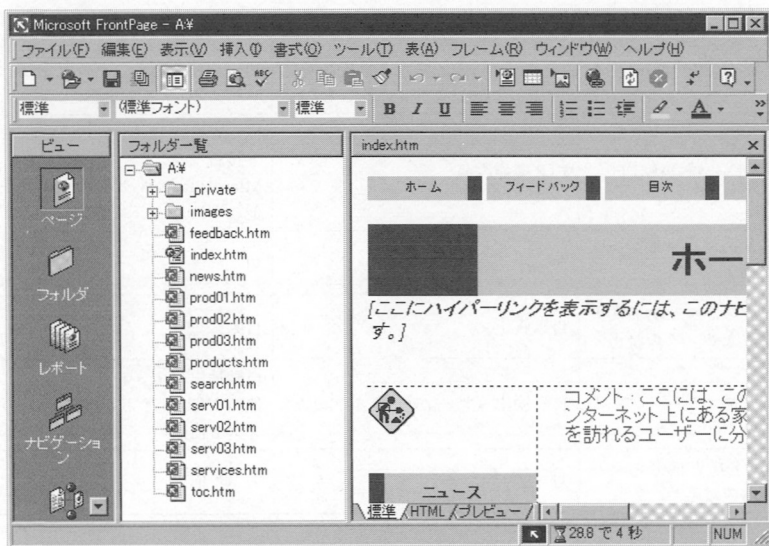 Microsoft FrontPage - A:¥
ファイル(F) 編集(E) 表示(V) 挿入(I) 書式(O) ツール(T) 表(A) フレーム(R) ウィンドウ(W) ヘルプ(H)
標準 (標準フォント) 標準 B I U A
ビュー
ページ
フォルダ
レポート
ナビゲーション
フォルダ一覧
A:¥
_private
images
feedback.htm
index.htm
news.htm
prod01.htm
prod02.htm
prod03.htm
products.htm
search.htm
serv01.htm
serv02.htm
serv03.htm
services.htm
toc.htm
index.htm
ホーム フィードバック 目次
ホー
[ここにハイパーリンクを表示するには、このナビ
す。]
コメント : ここには、この
ンターネット上にある家
を訪れるユーザーに分
ニュース
標準 HTML プレビュー
28.8 で 4 秒 NUM